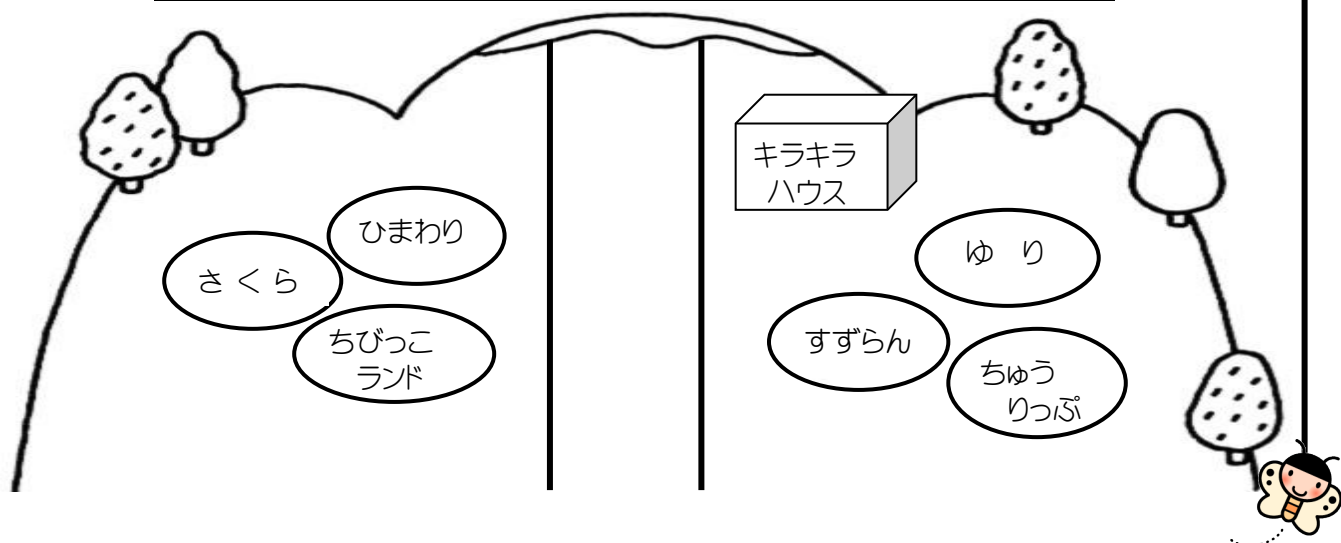 ひまわり
さくら
ちびっこ
ランド
キラキラ
ハウス
ゆり
すずらん
ちゅう
りっぷ